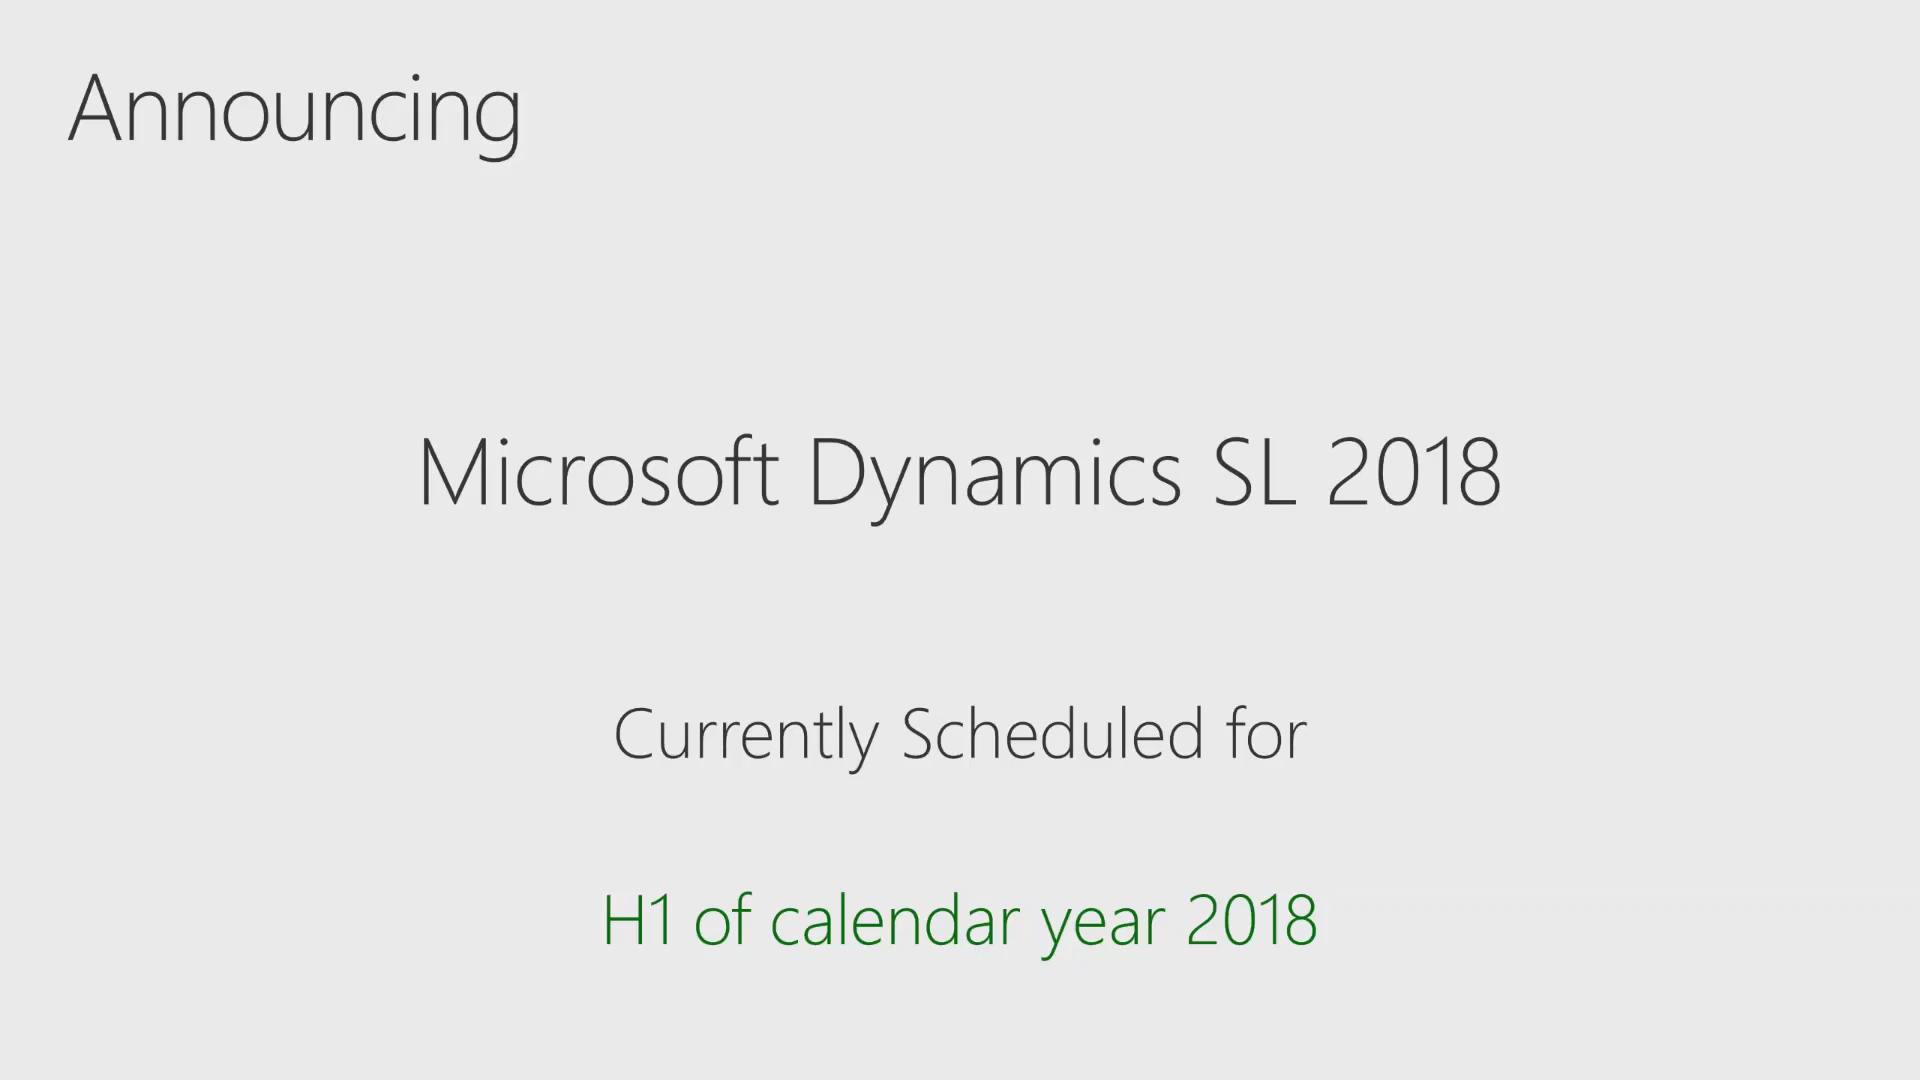 Announcing
Microsoft Dynamics SL 2018
Currently Scheduled for
H1 of calendar year 2018